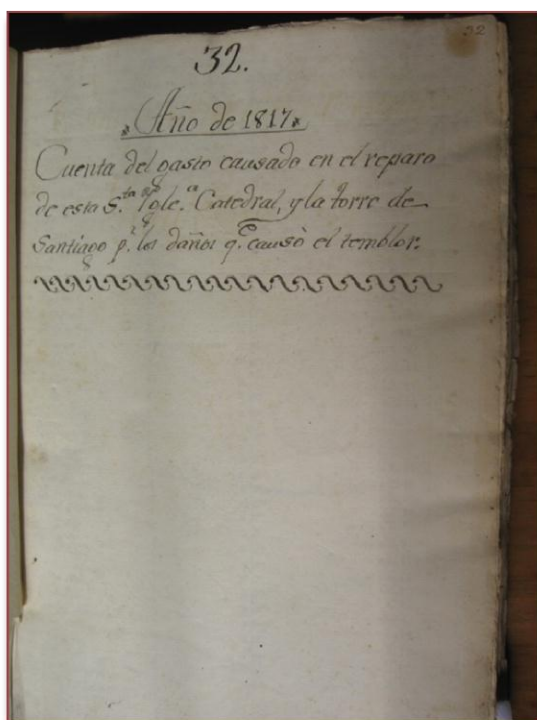 32
32.
Año de 1817
Cuenta del gasto causado en el reparo
de esta S.ta Igle.a Catedral, y la torre de
Santiago p.r los daños q.e causò el temblor.